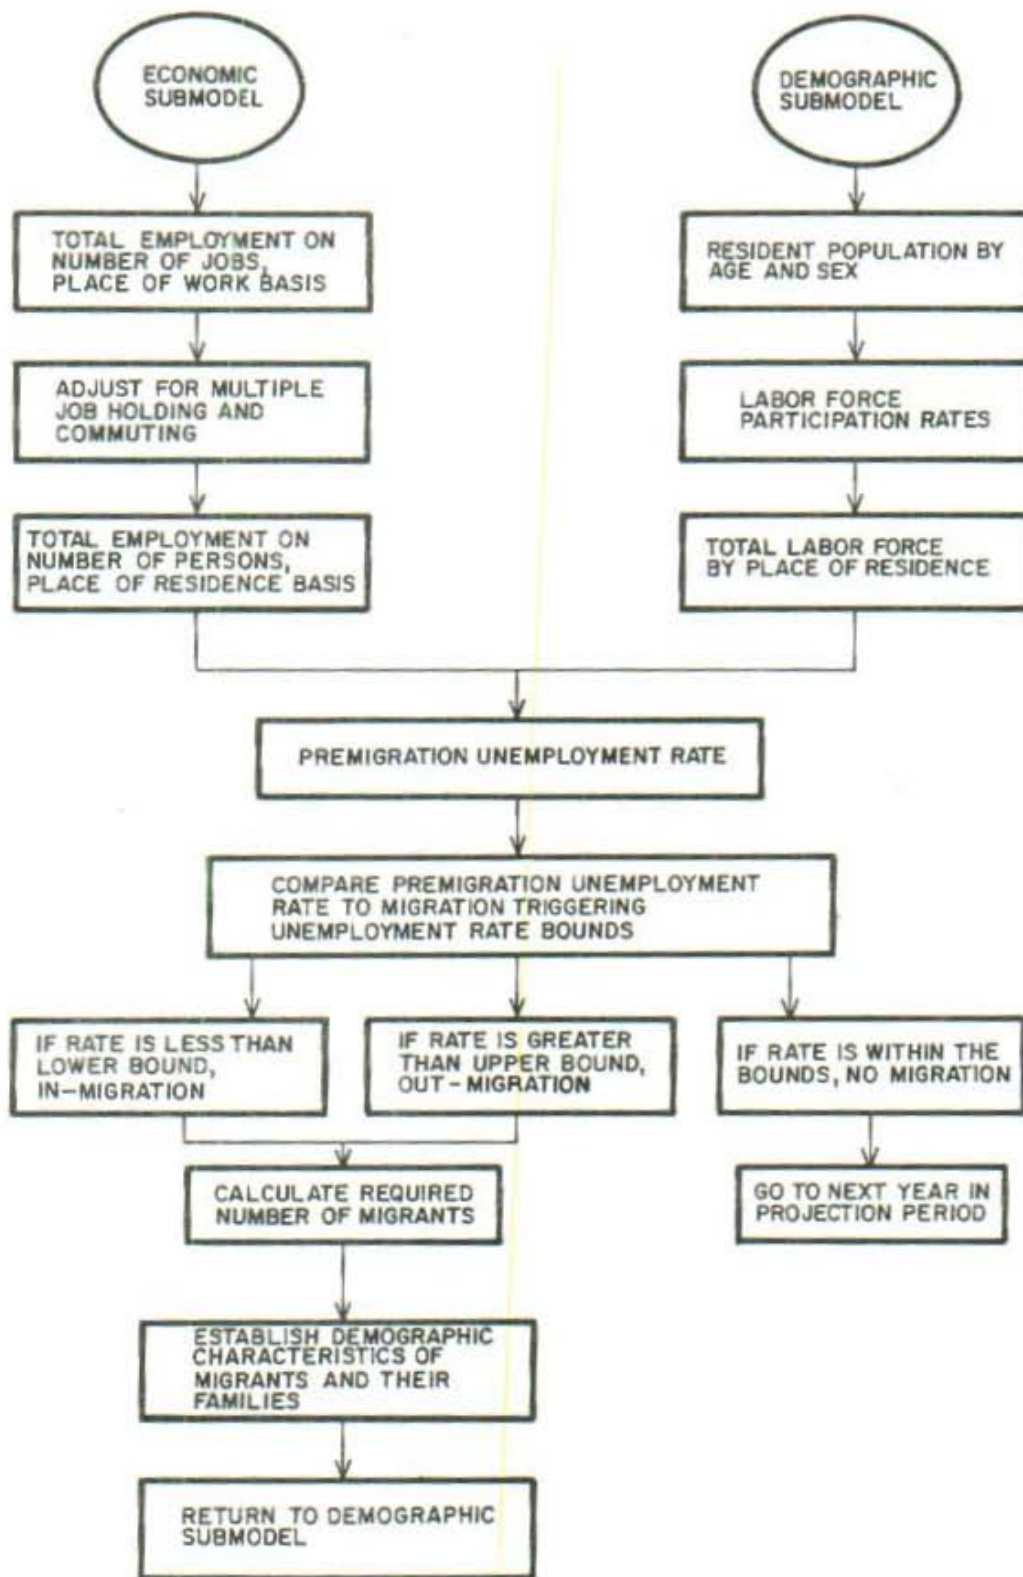 ECONOMIC
SUBMODEL
DEMOGRAPHIC
SUBMODEL
TOTAL EMPLOYMENT ON
NUMBER OF JOBS,
PLACE OF WORK BASIS
RESIDENT POPULATION BY
AGE AND SEX
ADJUST FOR MULTIPLE
JOB HOLDING AND
COMMUTING
LABOR FORCE
PARTICIPATION RATES
TOTAL EMPLOYMENT ON
NUMBER OF PERSONS,
PLACE OF RESIDENCE BASIS
TOTAL LABOR FORCE
BY PLACE OF RESIDENCE
PREMIGRATION UNEMPLOYMENT RATE
COMPARE PREMIGRATION UNEMPLOYMENT
RATE TO MIGRATION TRIGGERING
UNEMPLOYMENT RATE BOUNDS
IF RATE IS LESS THAN
LOWER BOUND,
IN-MIGRATION
IF RATE IS GREATER
THAN UPPER BOUND,
OUT-MIGRATION
IF RATE IS WITHIN THE
BOUNDS, NO MIGRATION
CALCULATE REQUIRED
NUMBER OF MIGRANTS
GO TO NEXT YEAR IN
PROJECTION PERIOD
ESTABLISH DEMOGRAPHIC
CHARACTERISTICS OF
MIGRANTS AND THEIR
FAMILIES
RETURN TO DEMOGRAPHIC
SUBMODEL